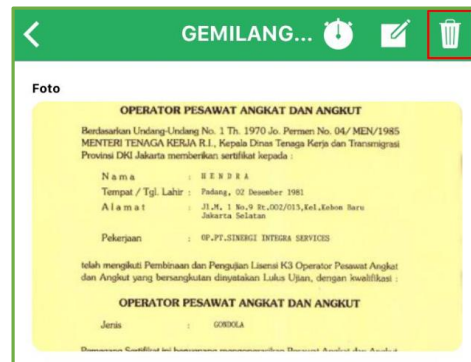 GEMILANG...
Foto
OPERATOR PESAWAT ANGKAT DAN ANGKUT
Berdasarkan Undang-Undang No. 1 Th. 1970 Jo. Permen No. 04/ MEN/1985
MENTERI TENAGA KERJA R.I., Kepala Dinas Tenaga Kerja dan Transmigrasi
Provinsi DKI Jakarta memberikan sertifikat kepada :
Nama : HENDRA
Tempat / Tgl. Lahir : Padang, 02 Desember 1981
Alamat : Jl.M. 1 No.9 Rt.002/013,Kel.Kebon Baru
Jakarta Selatan
Pekerjaan : OP.PT.SINERGI INTEGRA SERVICES
telah mengikuti Pembinaan dan Pengujian Lisensi K3 Operator Pesawat Angkat
dan Angkut yang bersangkutan dinyatakan Lulus Ujian, dengan kwalifikasi :
OPERATOR PESAWAT ANGKAT DAN ANGKUT
Jenis : GONDOLA